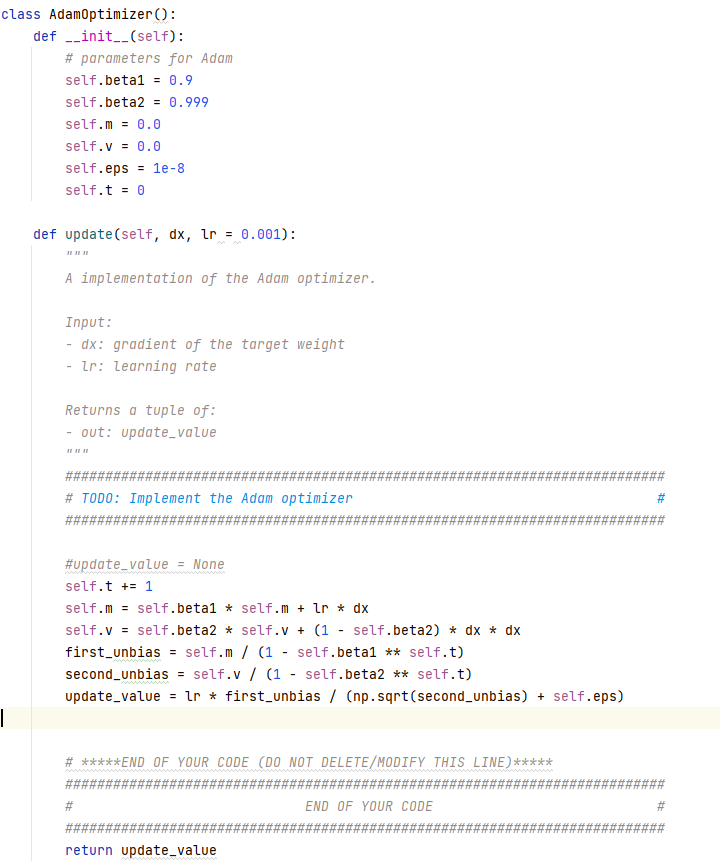 class AdamOptimizer():
    def __init__(self):
        # parameters for Adam
        self.beta1 = 0.9
        self.beta2 = 0.999
        self.m = 0.0
        self.v = 0.0
        self.eps = 1e-8
        self.t = 0
    def update(self, dx, lr = 0.001):
        """
        A implementation of the Adam optimizer.
        Input:
        - dx: gradient of the target weight
        - lr: learning rate
        Returns a tuple of:
        - out: update_value
        """
        ###########################################################################
        # TODO: Implement the Adam optimizer                                      #
        ###########################################################################
        #update_value = None
        self.t += 1
        self.m = self.beta1 * self.m + lr * dx
        self.v = self.beta2 * self.v + (1 - self.beta2) * dx * dx
        first_unbias = self.m / (1 - self.beta1 ** self.t)
        second_unbias = self.v / (1 - self.beta2 ** self.t)
        update_value = lr * first_unbias / (np.sqrt(second_unbias) + self.eps)
        # *****END OF YOUR CODE (DO NOT DELETE/MODIFY THIS LINE)*****
        ###########################################################################
        #                             END OF YOUR CODE                            #
        ###########################################################################
        return update_value